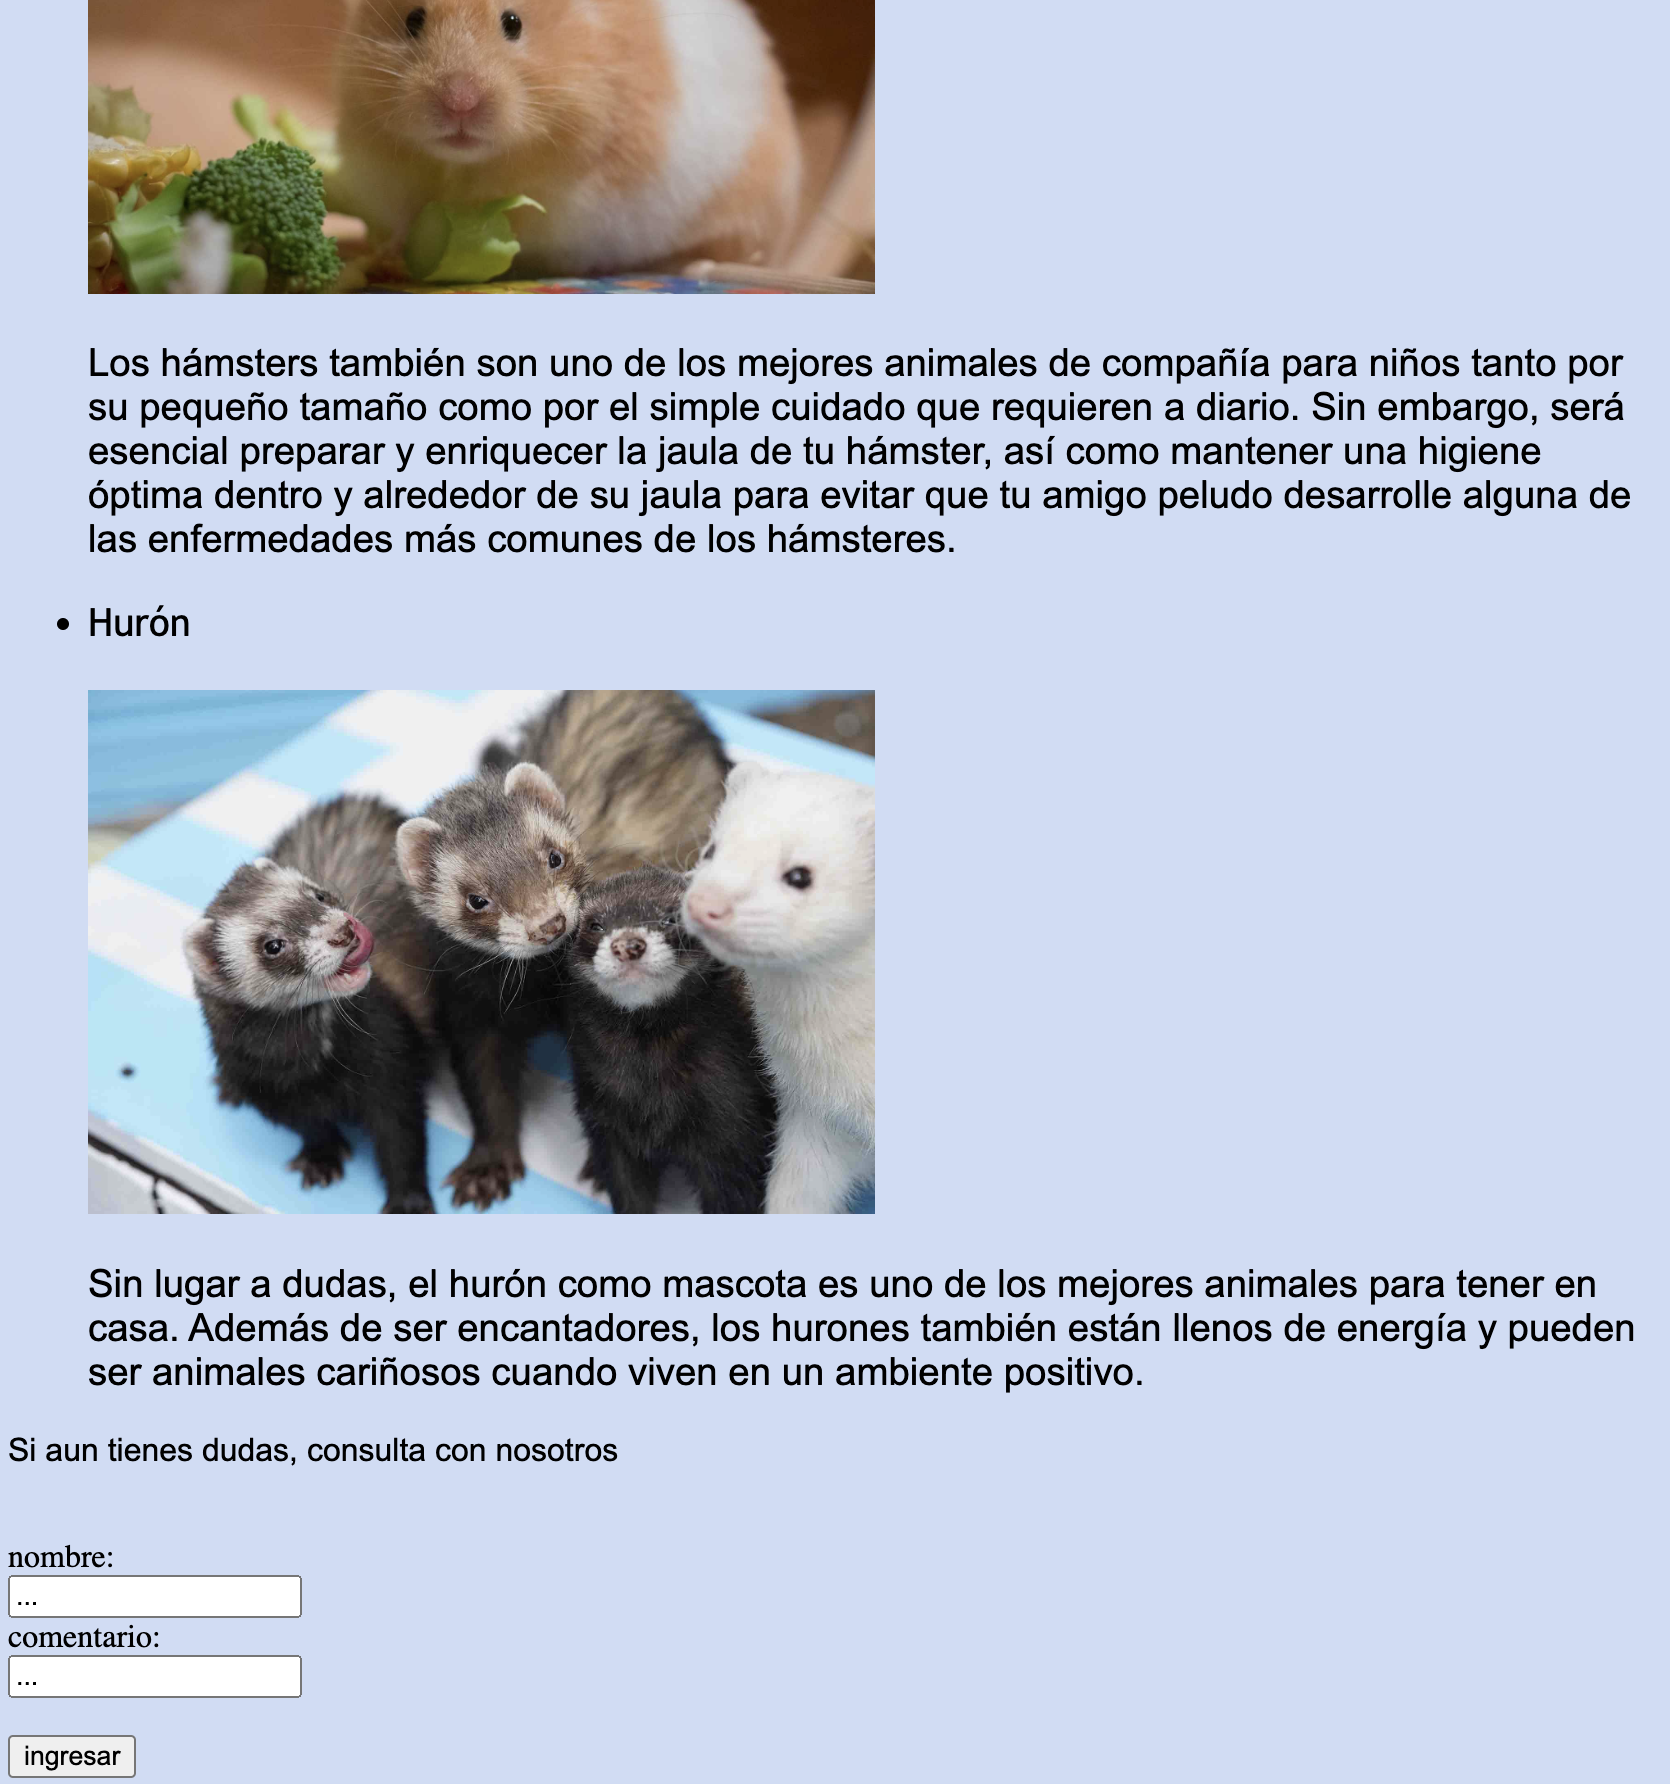 Los hámsters también son uno de los mejores animales de compañía para niños tanto por
su pequeño tamaño como por el simple cuidado que requieren a diario. Sin embargo, será
esencial preparar y enriquecer la jaula de tu hámster, así como mantener una higiene
óptima dentro y alrededor de su jaula para evitar que tu amigo peludo desarrolle alguna de
las enfermedades más comunes de los hámsteres.
• Hurón
Sin lugar a dudas, el hurón como mascota es uno de los mejores animales para tener en
casa. Además de ser encantadores, los hurones también están llenos de energía y pueden
ser animales cariñosos cuando viven en un ambiente positivo.
Si aun tienes dudas, consulta con nosotros
nombre:
...
comentario:
...
ingresar